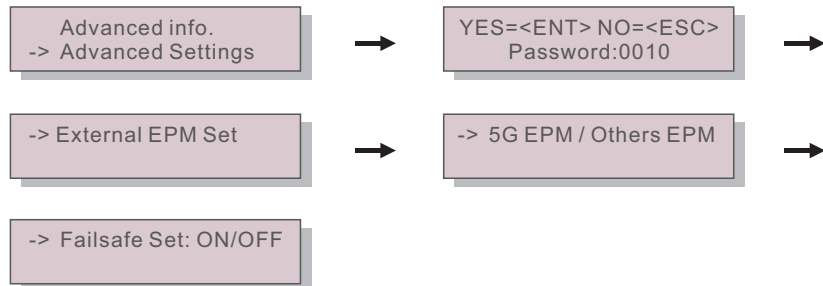 Advanced info.
-> Advanced Settings
YES=<ENT> NO=<ESC>
Password:0010
-> External EPM Set
-> 5G EPM / Others EPM
-> Failsafe Set: ON/OFF